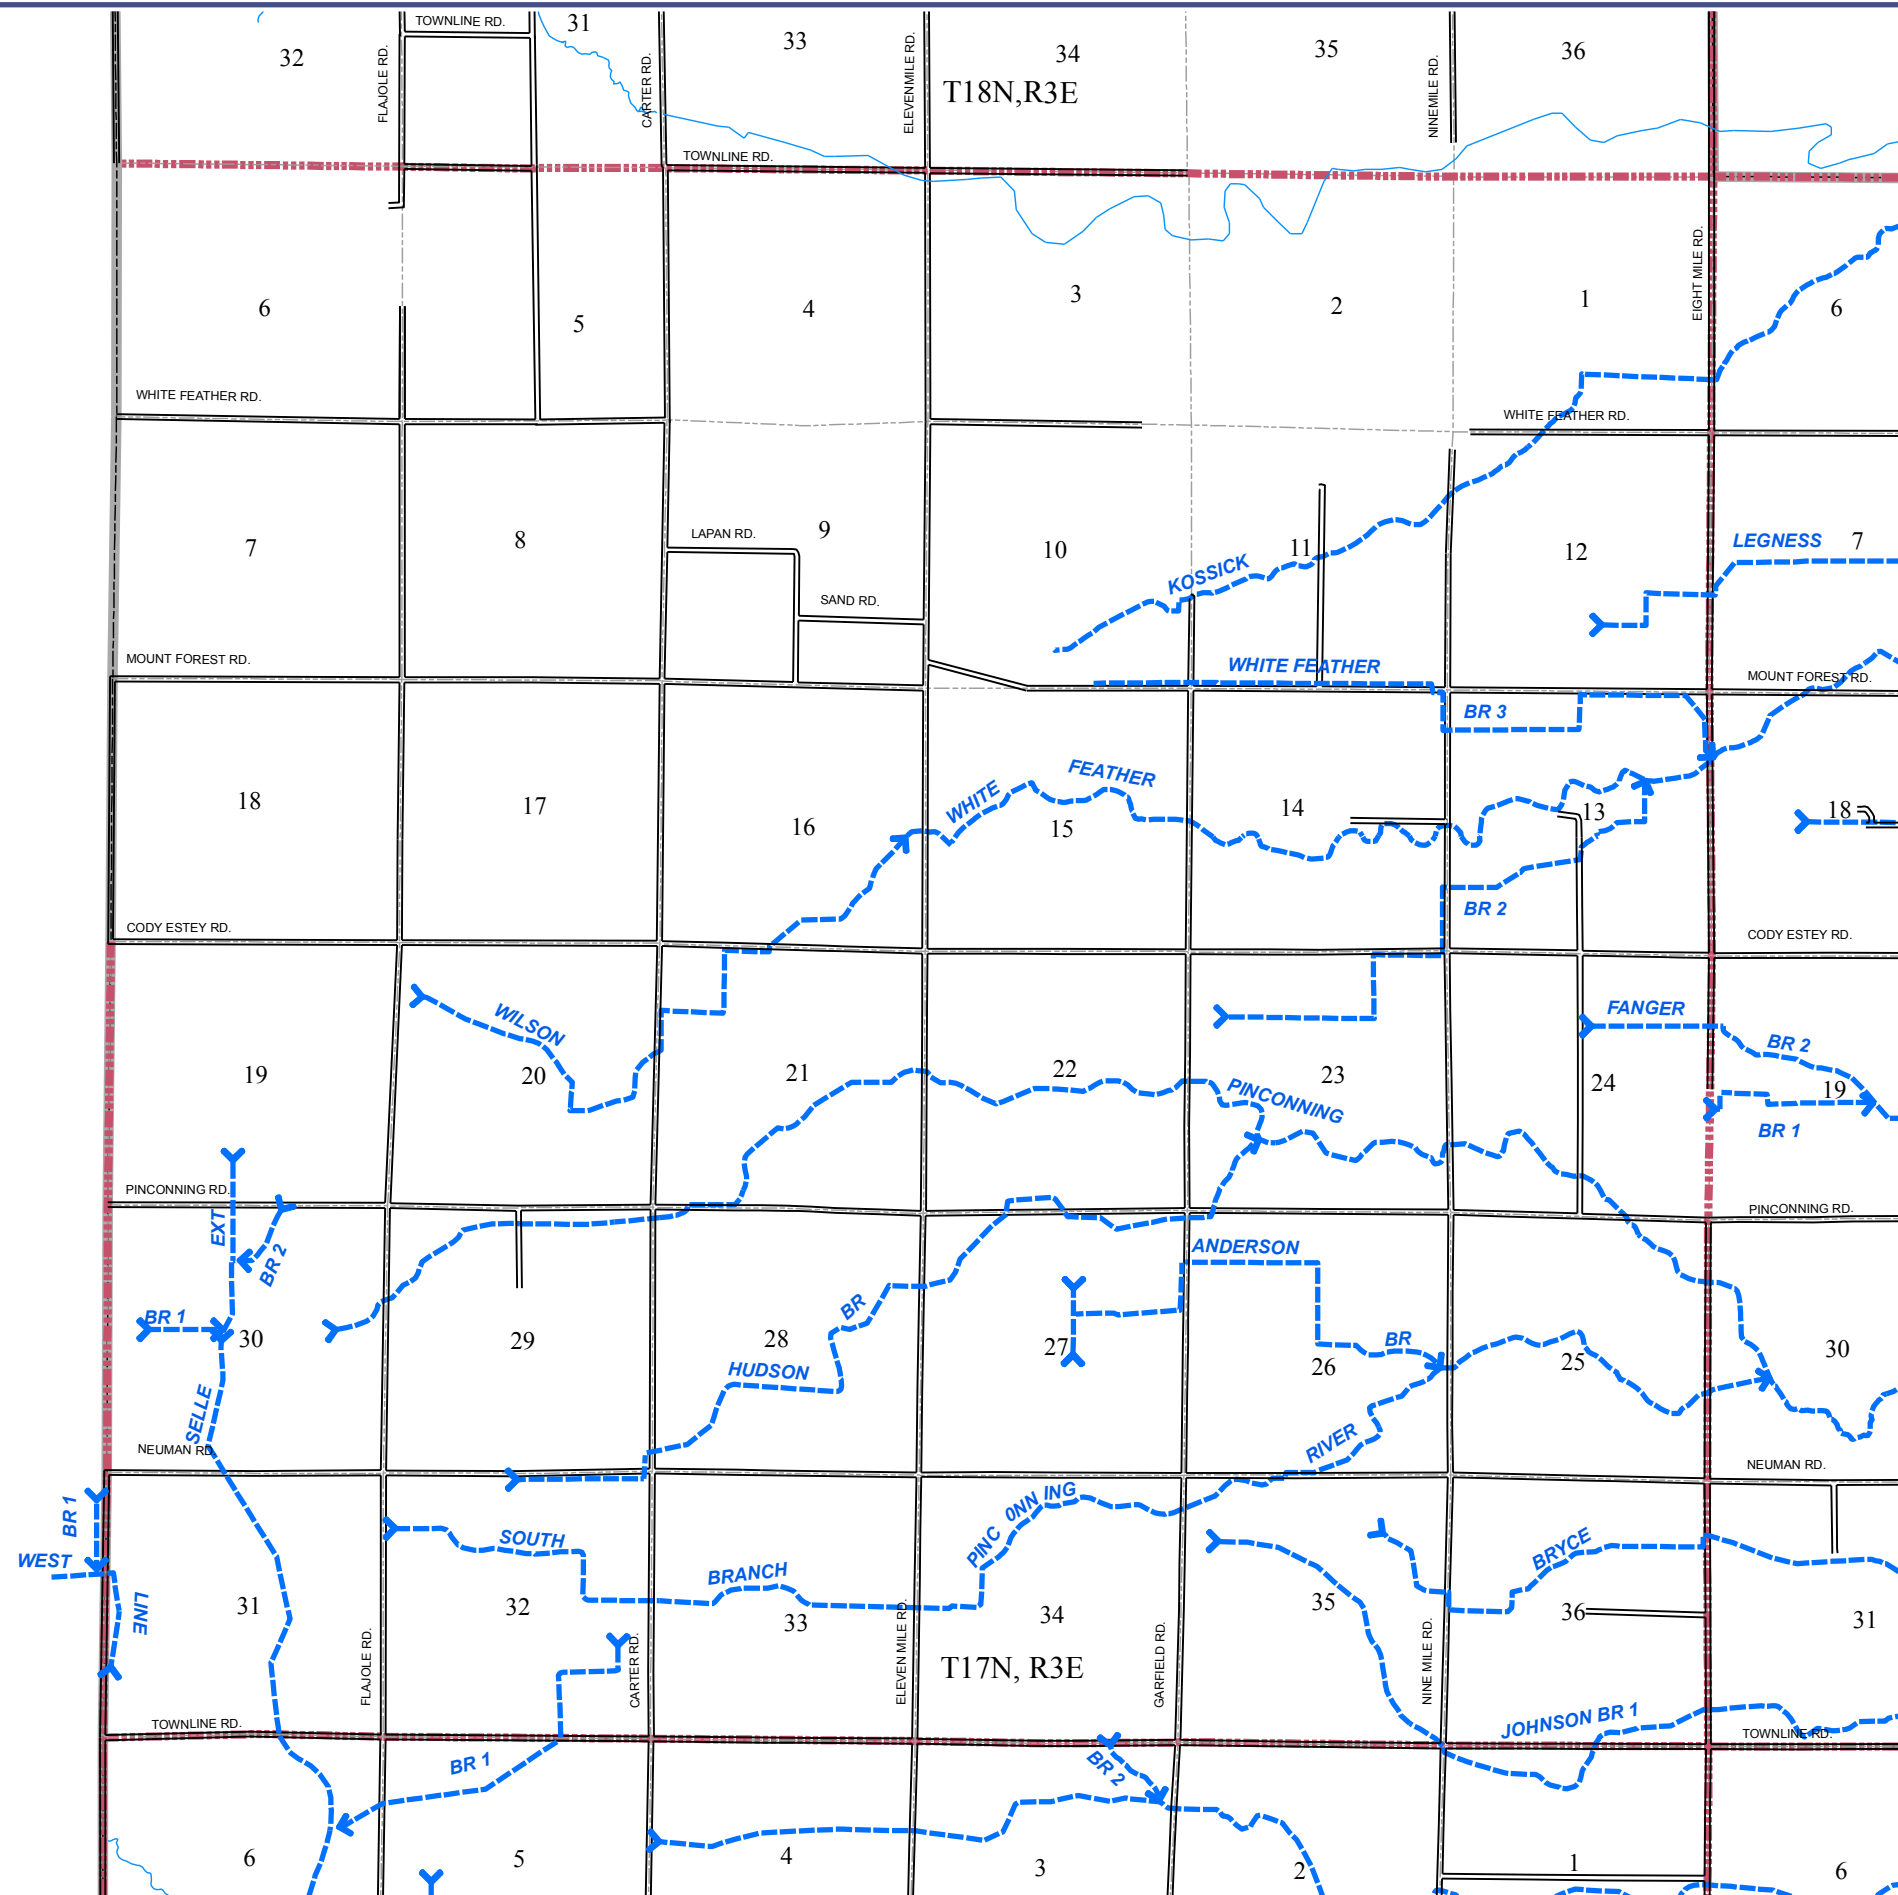 TOWNLINE RD.
31
32
33
34
35
36
FLAJOLE RD.
CARTER RD.
ELEVEN MILE RD.
NINEMILE RD.
T18N,R3E
TOWNLINE RD.
EIGHT MILE RD.
6
5
4
3
2
1
6
WHITE FEATHER RD.
WHITE FEATHER RD.
7
8
LAPAN RD.
9
10
11
12
LEGNESS
7
KOSSICK
SAND RD.
MOUNT FOREST RD.
WHITE FEATHER
MOUNT FOREST RD.
BR 3
18
17
16
WHITE
FEATHER
15
14
13
18
BR 2
CODY ESTEY RD.
CODY ESTEY RD.
WILSON
FANGER
BR 2
19
20
21
22
23
PINCONNING
24
19
BR 1
PINCONNING RD.
PINCONNING RD.
EXT
BR 2
ANDERSON
BR 1
30
29
28
BR
HUDSON
27
26
BR
25
30
SELLE
RIVER
NEUMAN RD.
NEUMAN RD.
BR 1
WEST
LINE
SOUTH
BRANCH
PINC 0NN ING
BRYCE
31
32
33
34
35
36
31
FLAJOLE RD.
CARTER RD.
ELEVEN MILE RD.
T17N, R3E
GARFIELD RD.
NINE MILE RD.
JOHNSON BR 1
TOWNLINE RD.
TOWNLINE RD.
BR 1
BR 2
6
5
4
3
2
1
6